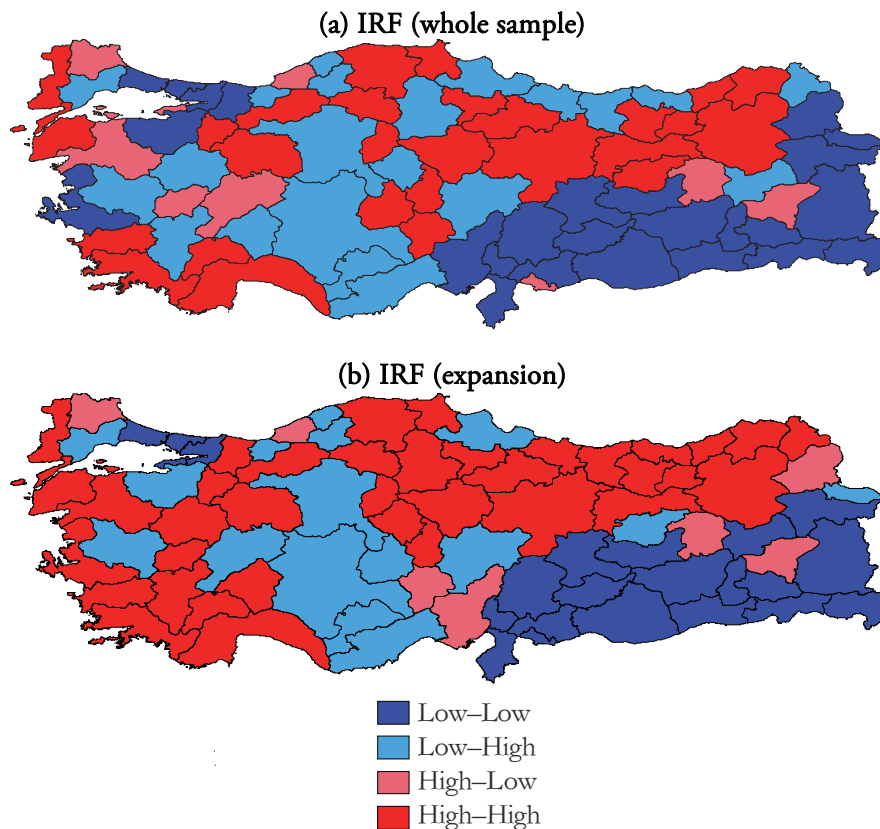 (a) IRF (whole sample)
(b) IRF (expansion)
Low–Low
Low–High
High–Low
High–High